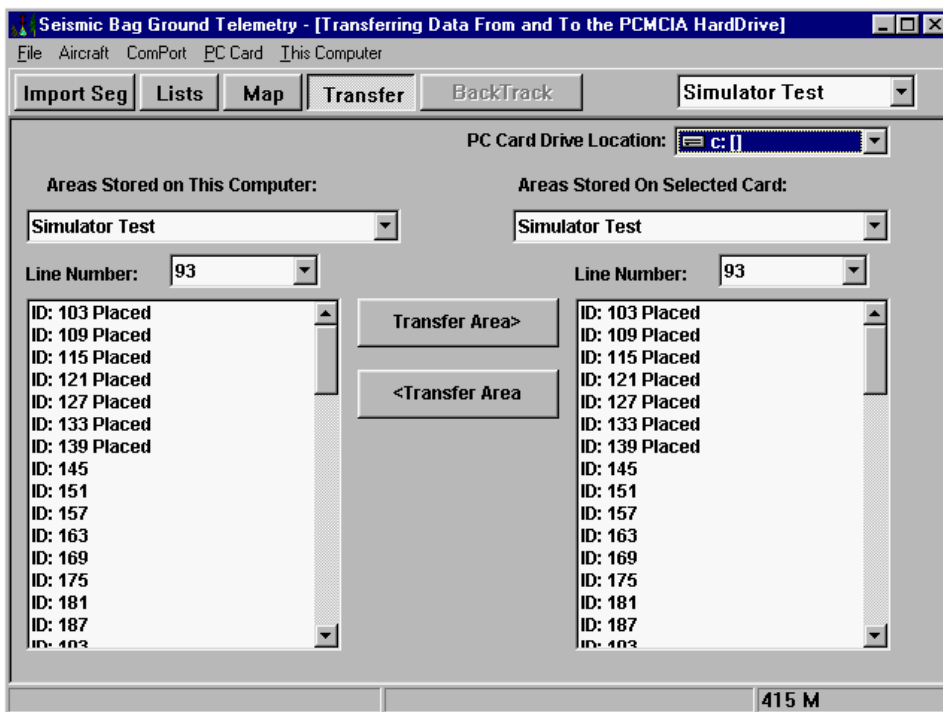 Seismic Bag Ground Telemetry - [Transferring Data From and To the PCMCIA HardDrive]
File Aircraft ComPort PC Card This Computer
Import Seg Lists Map Transfer BackTrack Simulator Test
PC Card Drive Location: c: []
Areas Stored on This Computer: Areas Stored On Selected Card:
Simulator Test Simulator Test
Line Number: 93 Line Number: 93
ID: 103 Placed
ID: 109 Placed
ID: 115 Placed
ID: 121 Placed
ID: 127 Placed
ID: 133 Placed
ID: 139 Placed
ID: 145
ID: 151
ID: 157
ID: 163
ID: 169
ID: 175
ID: 181
ID: 187
Transfer Area>
<Transfer Area
ID: 103 Placed
ID: 109 Placed
ID: 115 Placed
ID: 121 Placed
ID: 127 Placed
ID: 133 Placed
ID: 139 Placed
ID: 145
ID: 151
ID: 157
ID: 163
ID: 169
ID: 175
ID: 181
ID: 187
415 M